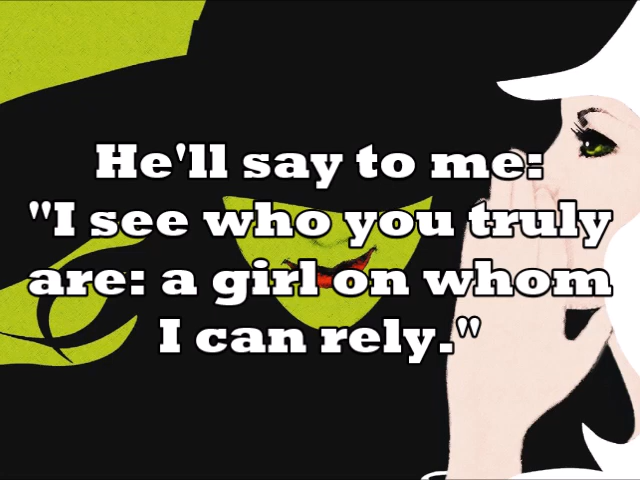 He'll say to me:
"I see who you truly
are: a girl on whom
I can rely."